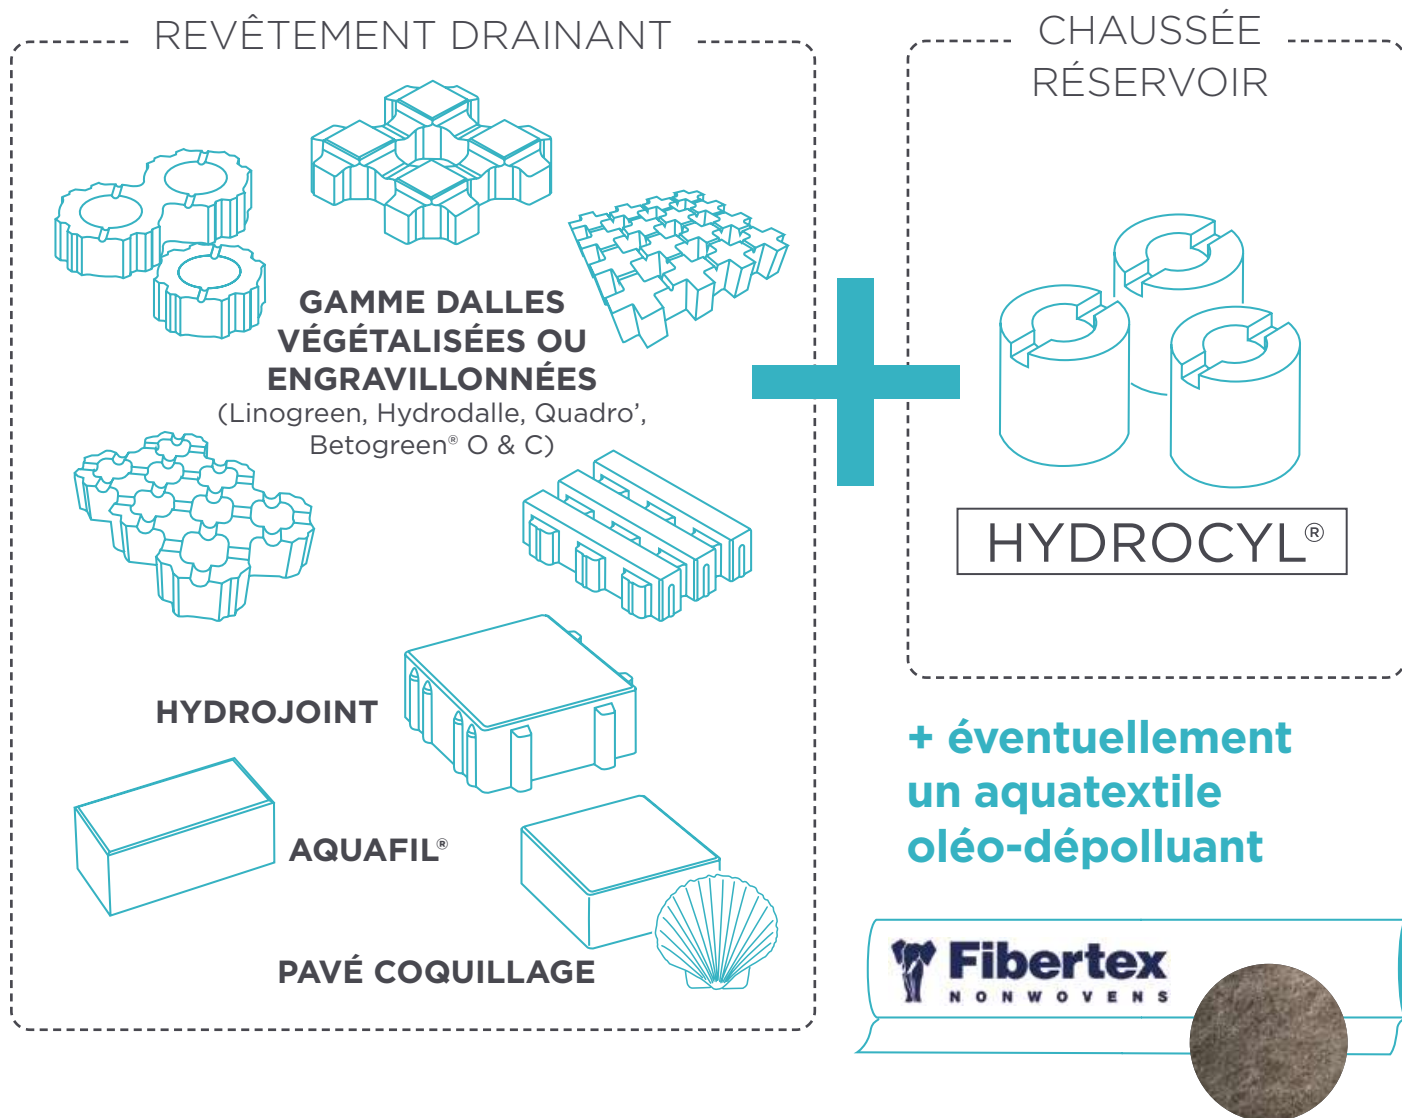 REVÊTEMENT DRAINANT
GAMME DALLES
VÉGÉTALISÉES OU
ENGRAVILLONNÉES
(Linogreen, Hydrodalle, Quadro’,
Betogreen® O & C)
HYDROJOINT
AQUAFIL®
PAVÉ COQUILLAGE
CHAUSSÉE
RÉSERVOIR
HYDROCYL®
+ éventuellement
un aquatextile
oléo-dépolluant
Fibertex
NONWOVENS